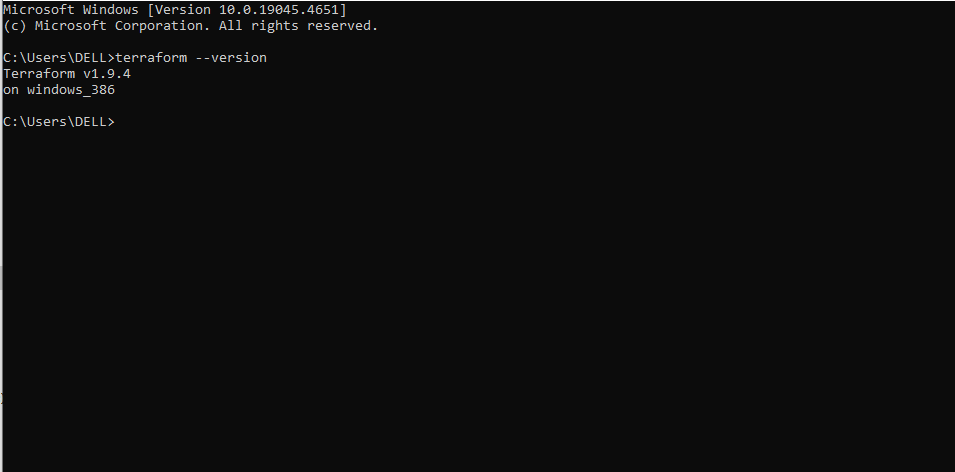 Microsoft Windows [Version 10.0.19045.4651]
(c) Microsoft Corporation. All rights reserved.
C:\Users\DELL>terraform --version
Terraform v1.9.4
on windows_386
C:\Users\DELL>